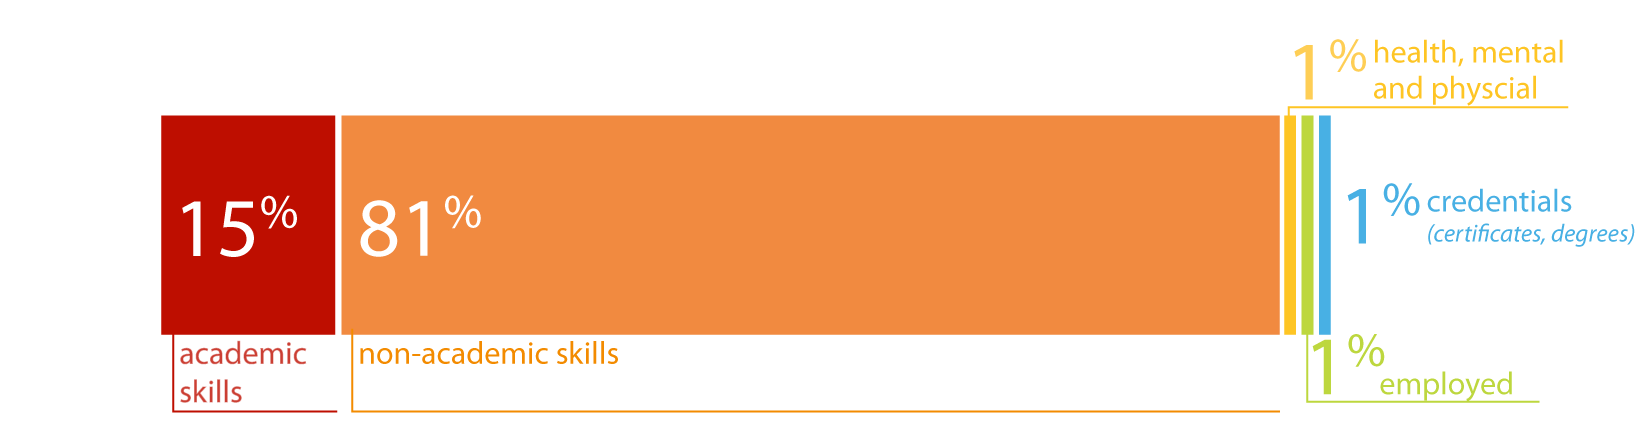 1% health, mental
and physcial
15%
81%
1% credentials
(certificates, degrees)
academic
skills
non-academic skills
1%
employed